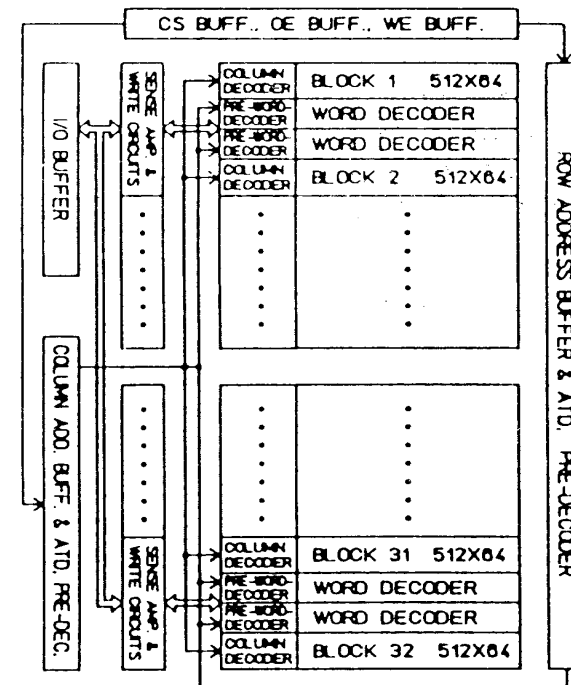 CS BUFF., OE BUFF., WE BUFF.
I/O BUFFER
SENSE AMP. &
WRITE CIRCUITS
COLUMN
DECODER
BLOCK 1 512X64
PRE-WORD-
DECODER
WORD DECODER
PRE-WORD-
DECODER
WORD DECODER
COLUMN
DECODER
BLOCK 2 512X64
ROW ADDRESS BUFFER & ATD, PRE-DECODER
COLUMN ADD. BUFF. & ATD, PRE-DEC.
SENSE AMP. &
WRITE CIRCUITS
COLUMN
DECODER
BLOCK 31 512X64
PRE-WORD-
DECODER
WORD DECODER
PRE-WORD-
DECODER
WORD DECODER
COLUMN
DECODER
BLOCK 32 512X64